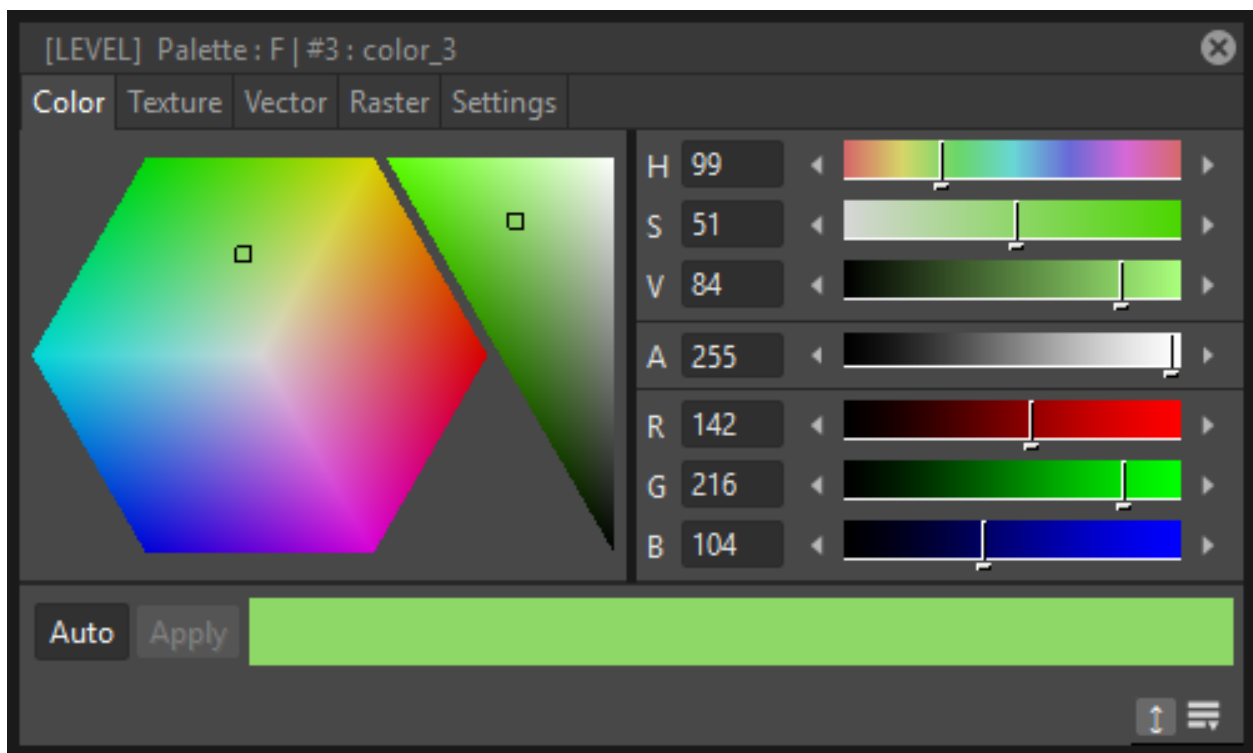 [LEVEL] Palette : F | #3 : color_3
Color Texture Vector Raster Settings
H 99
S 51
V 84
A 255
R 142
G 216
B 104
Auto Apply